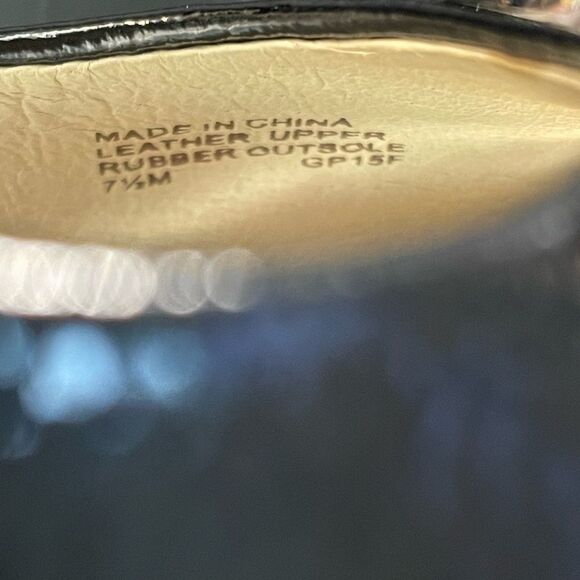 MADE IN CHINA
LEATHER UPPER
RUBBER OUTSOLE
7½M GP15F